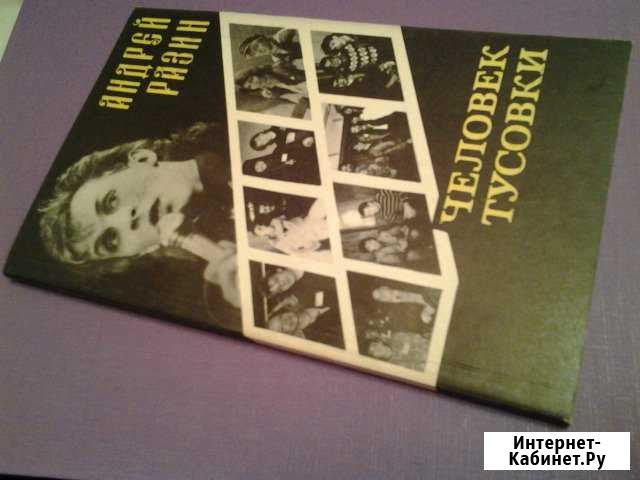 АНДРЕЙ
РАЗИН
ЧЕЛОВЕК
ТУСОВКИ
Интернет-
Кабинет.Ру